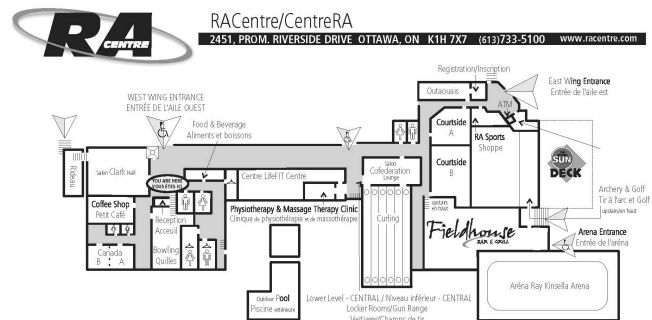 RA
CENTRE
RACentre/CentreRA
2451, PROM. RIVERSIDE DRIVE OTTAWA, ON K1H 7X7 (613)733-5100 www.racentre.com
Registration/Inscription
East Wing Entrance
Entrée de l'aile est
Outaouais
ATM
WEST WING ENTRANCE
ENTRÉE DE L'AILE OUEST
Food & Beverage
Aliments et boissons
Courtside
A
RA Sports
Shoppe
Courtside
B
SUN
DECK
Rideau
Salon Clark Hall
YOU ARE HERE
VOUS ÊTES ICI
Centre LifeFIT Centre
Salon
Cofederation
Lounge
Archery & Golf
Tir à l'arc et Golf
upstairs/en haut
Coffee Shop
Petit Café
Reception
Acceuil
Physiotherapy & Massage Therapy Clinic
Clinique de physiothérapie et de massothérapie
Curling
upstairs
en haut
Fieldhouse
BAR & GRILL
Arena Entrance
Entrée de l'aréna
Canada
B A
Bowling
Quilles
Outdoor Pool
Piscine extérieure
Lower Level - CENTRAL / Niveau inférieur - CENTRAL
Locker Rooms/Gun Range
Vestiaires/Champs de tir
Aréna Ray Kinsella Arena